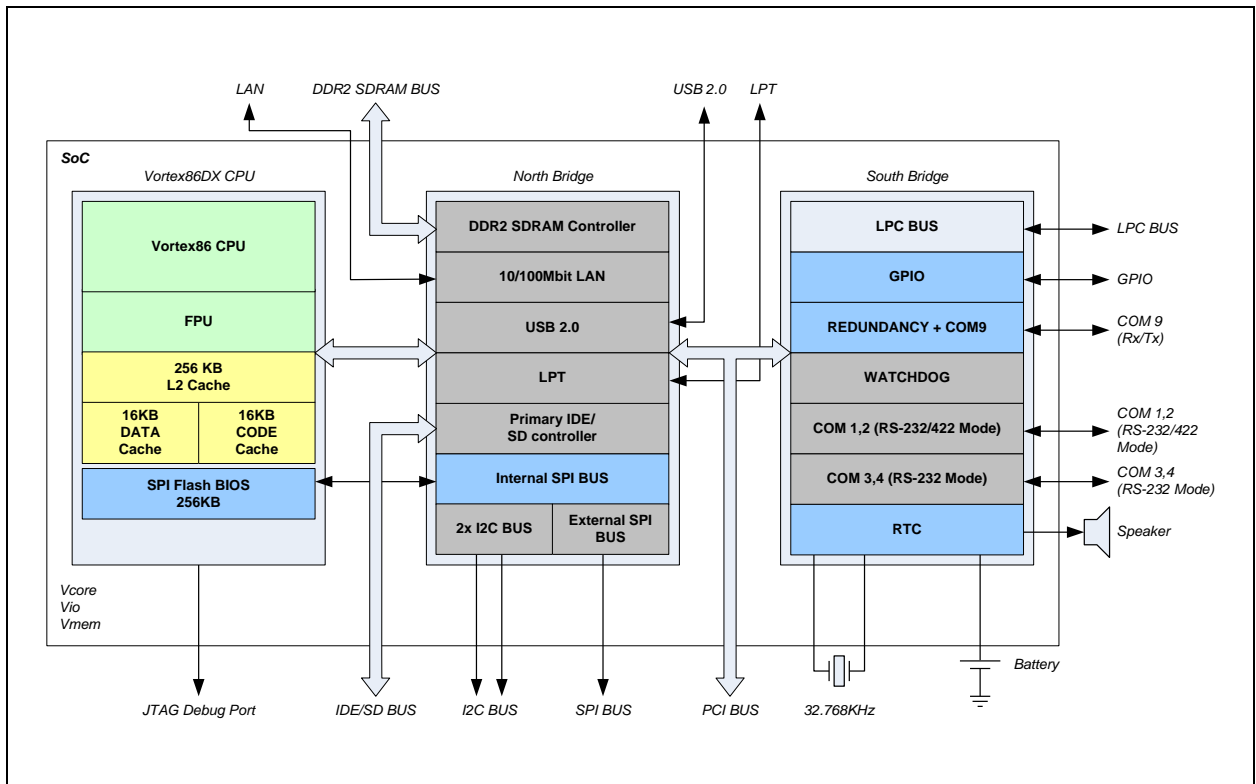 LAN
DDR2 SDRAM BUS
USB 2.0
LPT
SoC
Vortex86DX CPU
North Bridge
South Bridge
Vortex86 CPU
FPU
256 KB
L2 Cache
16KB
DATA
Cache
16KB
CODE
Cache
SPI Flash BIOS
256KB
DDR2 SDRAM Controller
10/100Mbit LAN
USB 2.0
LPT
Primary IDE/
SD controller
Internal SPI BUS
2x I2C BUS
External SPI
BUS
LPC BUS
GPIO
REDUNDANCY + COM9
WATCHDOG
COM 1,2 (RS-232/422 Mode)
COM 3,4 (RS-232 Mode)
RTC
LPC BUS
GPIO
COM 9
(Rx/Tx)
COM 1,2
(RS-232/422
Mode)
COM 3,4
(RS-232 Mode)
Speaker
Vcore
Vio
Vmem
Battery
JTAG Debug Port
IDE/SD BUS
I2C BUS
SPI BUS
PCI BUS
32.768KHz